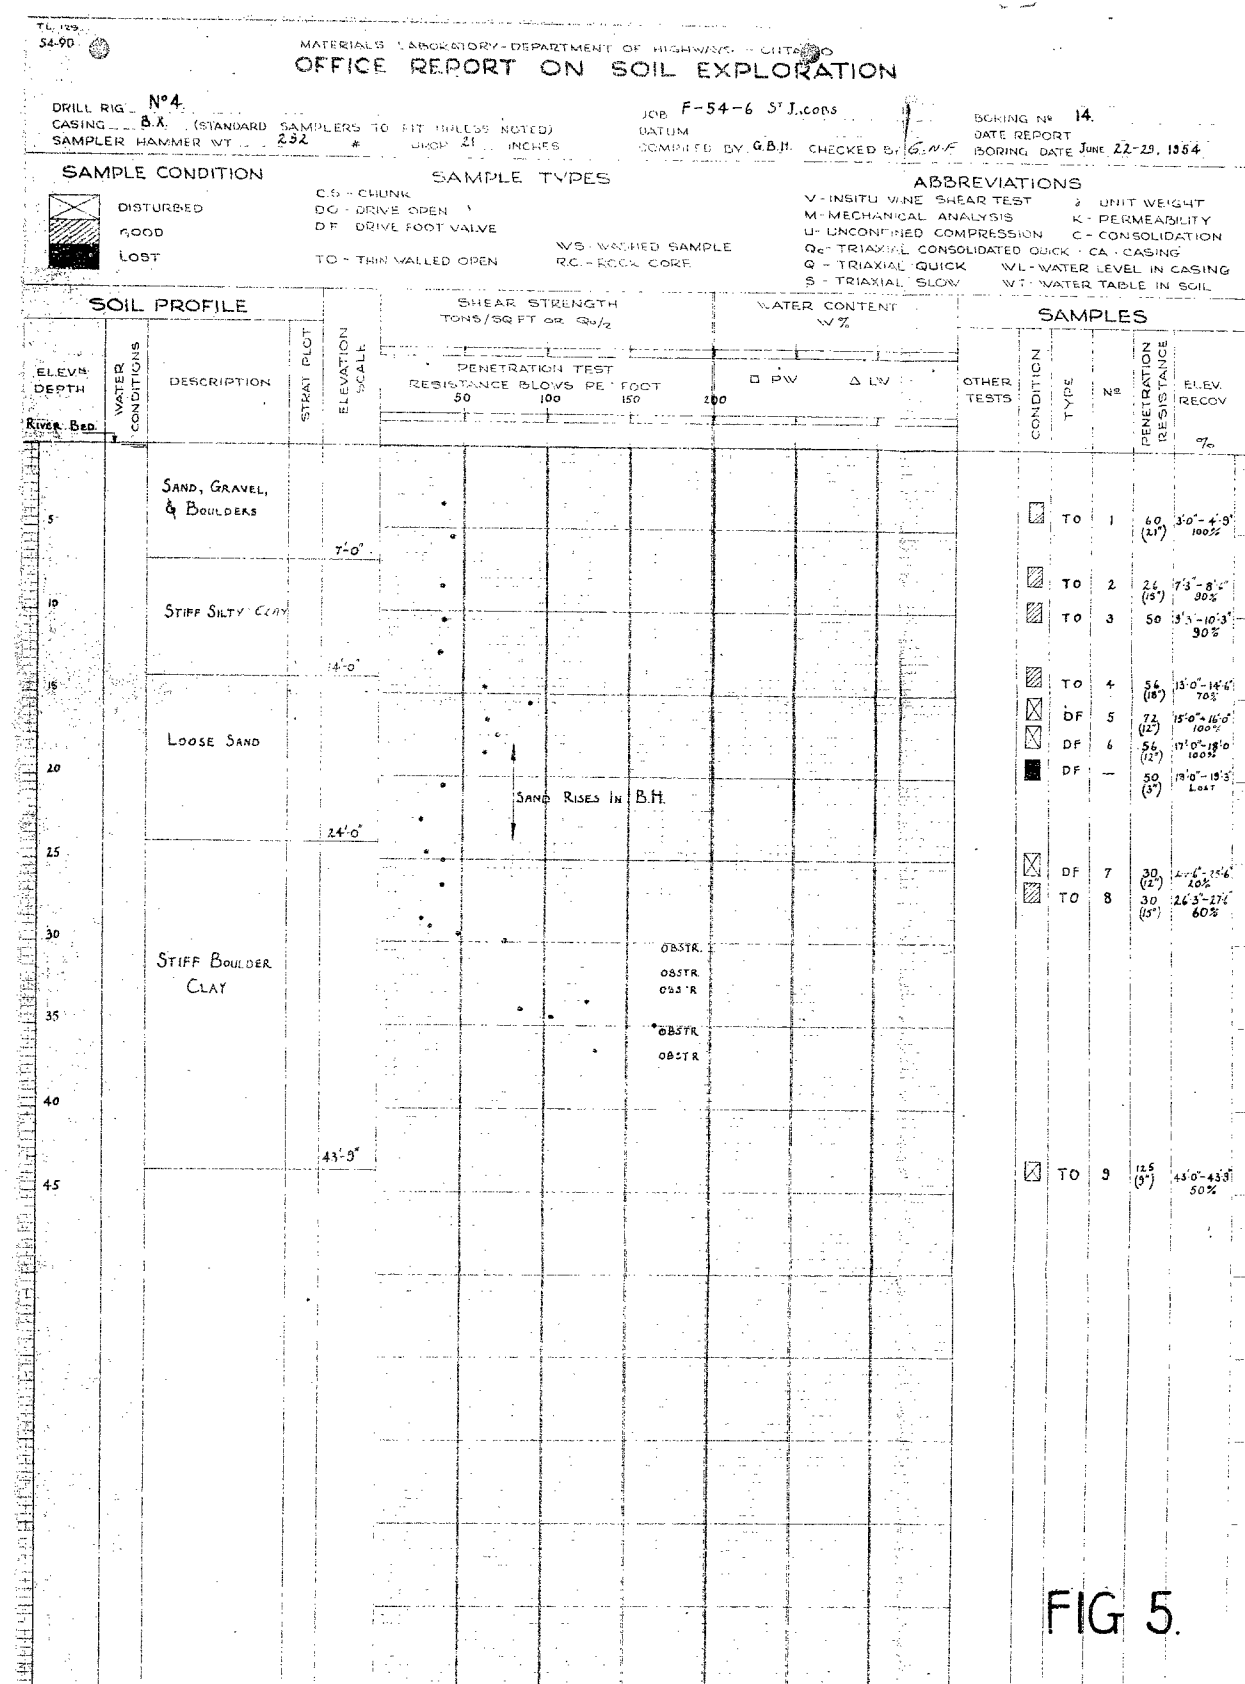 54-90
MATERIALS LABORATORY - DEPARTMENT OF HIGHWAYS - ONTARIO
OFFICE REPORT ON SOIL EXPLORATION
DRILL RIG Nº 4
CASING B.X. (STANDARD SAMPLERS TO FIT UNLESS NOTED)
SAMPLER HAMMER WT. 252 # DROP 21 INCHES
JOB F-54-6 ST J
DATUM
COMPILED BY G.B.H. CHECKED BY G.N.F
BORING Nº 14.
DATE REPORT
BORING DATE JUNE 22-29, 1954
SAMPLE CONDITION
DISTURBED
GOOD
LOST
SAMPLE TYPES
C.S - CHUNK
DO - DRIVE OPEN
DF DRIVE FOOT VALVE
TO - THIN WALLED OPEN
WS - WASHED SAMPLE
R.C. - ROCK CORE
ABBREVIATIONS
V - INSITU VANE SHEAR TEST
M - MECHANICAL ANALYSIS
U - UNCONFINED COMPRESSION
Qc - TRIAXIAL CONSOLIDATED QUICK
Q - TRIAXIAL QUICK
S - TRIAXIAL SLOW
UNIT WEIGHT
K - PERMEABILITY
C - CONSOLIDATION
CA - CASING
WL - WATER LEVEL IN CASING
WT - WATER TABLE IN SOIL
SOIL PROFILE
ELEVN
DEPTH
WATER CONDITIONS
DESCRIPTION
STRAT PLOT
ELEVATION SCALE
SHEAR STRENGTH
TONS/SQ FT OR Qu/2
PENETRATION TEST
RESISTANCE BLOWS PER FOOT
50 100 150 200
WATER CONTENT
W %
□ PW Δ LW
OTHER TESTS
SAMPLES
CONDITION
TYPE
Nº
PENETRATION RESISTANCE
ELEV.
RECOV
%
RIVER BED
SAND, GRAVEL,
& BOULDERS
5
7'-0"
TO 1 60 (21") 3'0"-4'9" 100%
STIFF SILTY CLAY
10
14'-0"
TO 2 26 (15") 7'3"-8'6" 90%
TO 3 50 9'3"-10'3" 90%
15
LOOSE SAND
20
SAND RISES IN B.H.
24'-0"
TO 4 56 (18") 13'0"-14'6" 70%
DF 5 72 (12") 15'0"-16'0" 100%
DF 6 56 (12") 17'0"-18'0 100%
DF — 50 (3") 19'3" LOST
25
DF 7 30 (12") 25'6" 20%
TO 8 30 (15") 26'3"-27'6" 60%
30
STIFF BOULDER
CLAY
OBSTR.
OBSTR
OBSTR
35
OBSTR
OBSTR
40
43'-9"
45
TO 9 125 (9") 43'0"-43'9" 50%
FIG 5.